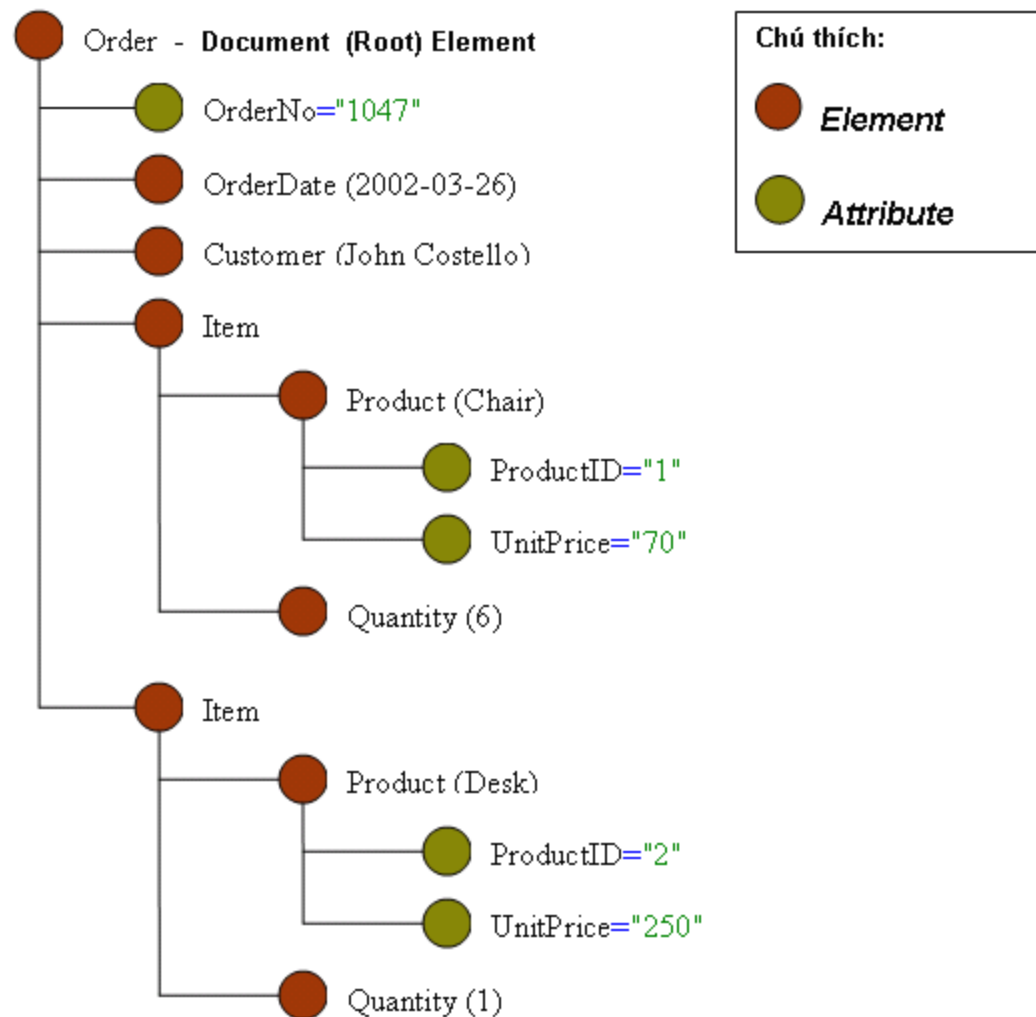 Order - Document (Root) Element
OrderNo="1047"
OrderDate (2002-03-26)
Customer (John Costello)
Item
Product (Chair)
ProductID="1"
UnitPrice="70"
Quantity (6)
Item
Product (Desk)
ProductID="2"
UnitPrice="250"
Quantity (1)
Chú thích:
Element
Attribute